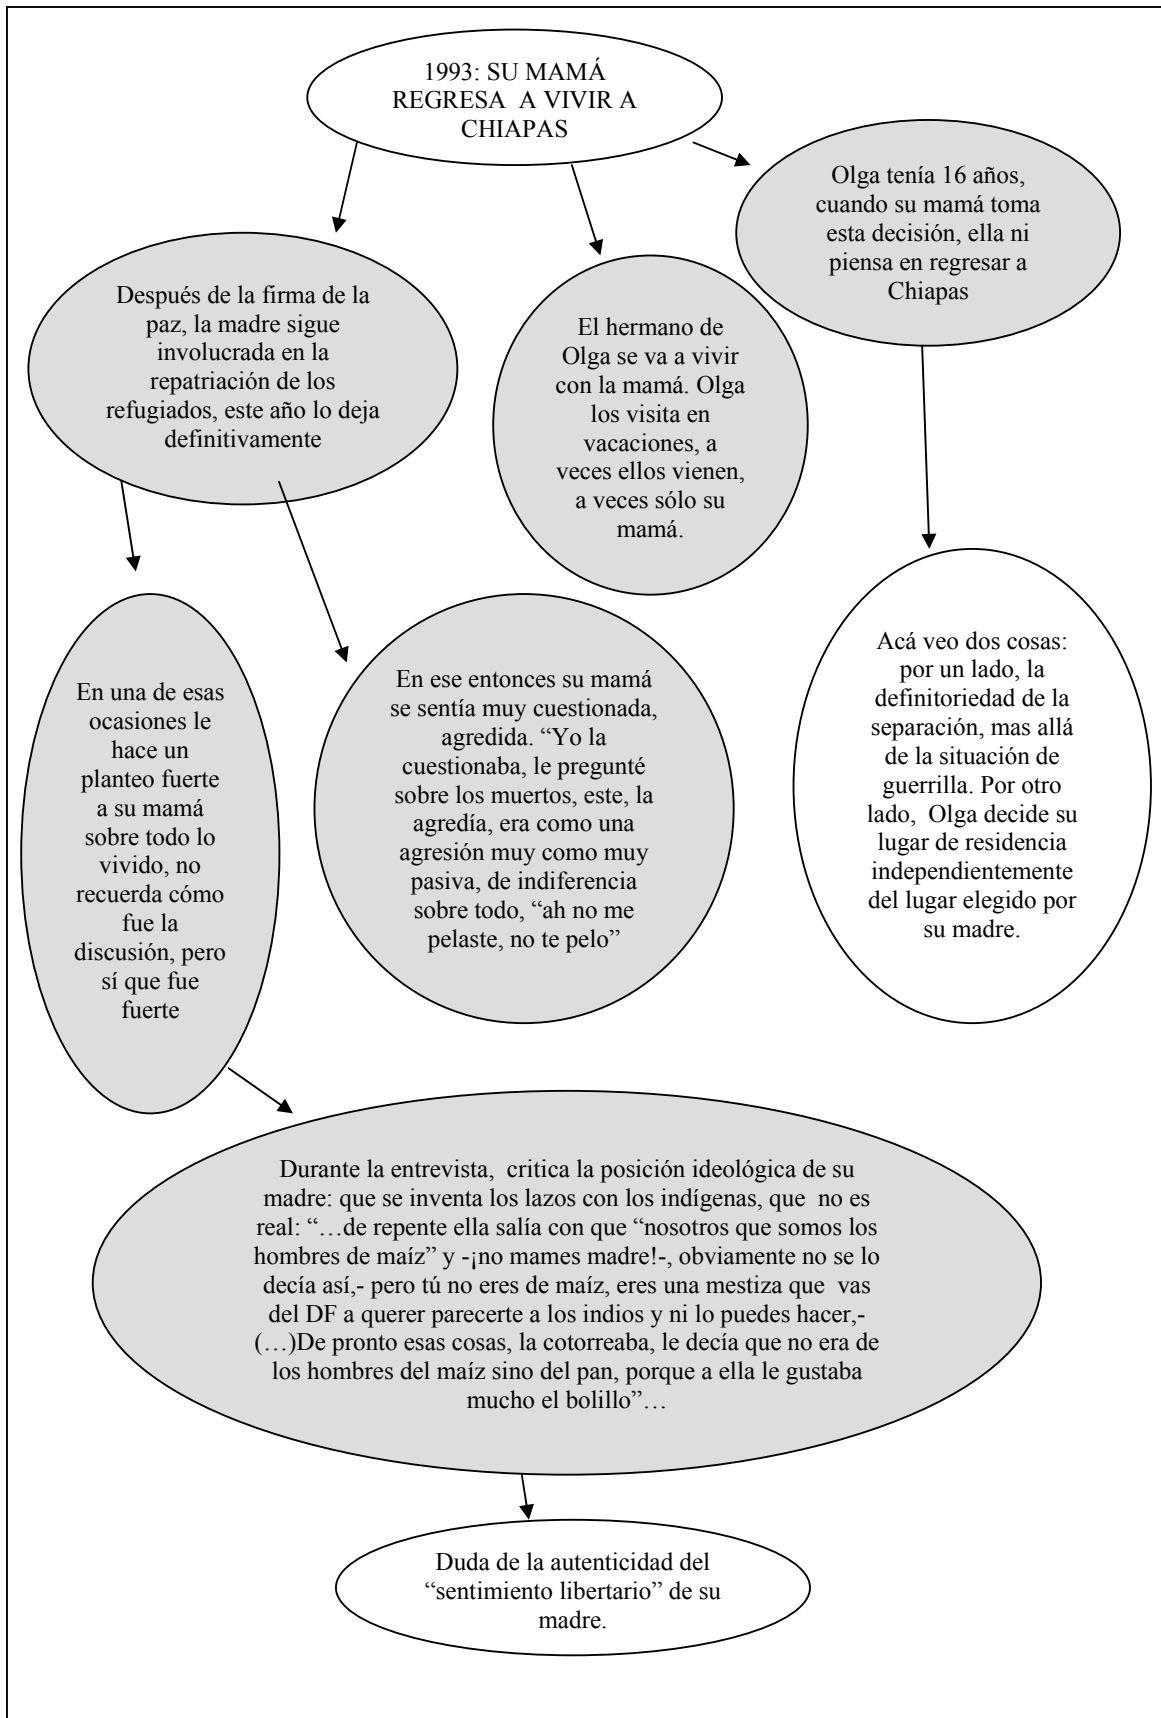 1993: SU MAMÁ
REGRESA A VIVIR A
CHIAPAS
Olga tenía 16 años,
cuando su mamá toma
esta decisión, ella ni
piensa en regresar a
Chiapas
Después de la firma de la
paz, la madre sigue
involucrada en la
repatriación de los
refugiados, este año lo deja
definitivamente
El hermano de
Olga se va a vivir
con la mamá. Olga
los visita en
vacaciones, a
veces ellos vienen,
a veces sólo su
mamá.
En una de esas
ocasiones le
hace un
planteo fuerte
a su mamá
sobre todo lo
vivido, no
recuerda cómo
fue la
discusión, pero
sí que fue
fuerte
En ese entonces su mamá
se sentía muy cuestionada,
agredida. “Yo la
cuestionaba, le pregunté
sobre los muertos, este, la
agredía, era como una
agresión muy como muy
pasiva, de indiferencia
sobre todo, “ah no me
pelaste, no te pelo”
Acá veo dos cosas:
por un lado, la
definitoriedad de la
separación, mas allá
de la situación de
guerrilla. Por otro
lado, Olga decide su
lugar de residencia
independientemente
del lugar elegido por
su madre.
Durante la entrevista, critica la posición ideológica de su
madre: que se inventa los lazos con los indígenas, que no es
real: “…de repente ella salía con que “nosotros que somos los
hombres de maíz” y -¡no mames madre!-, obviamente no se lo
decía así,- pero tú no eres de maíz, eres una mestiza que vas
del DF a querer parecerte a los indios y ni lo puedes hacer,-
(…)De pronto esas cosas, la cotorreaba, le decía que no era de
los hombres del maíz sino del pan, porque a ella le gustaba
mucho el bolillo”…
Duda de la autenticidad del
“sentimiento libertario” de su
madre.